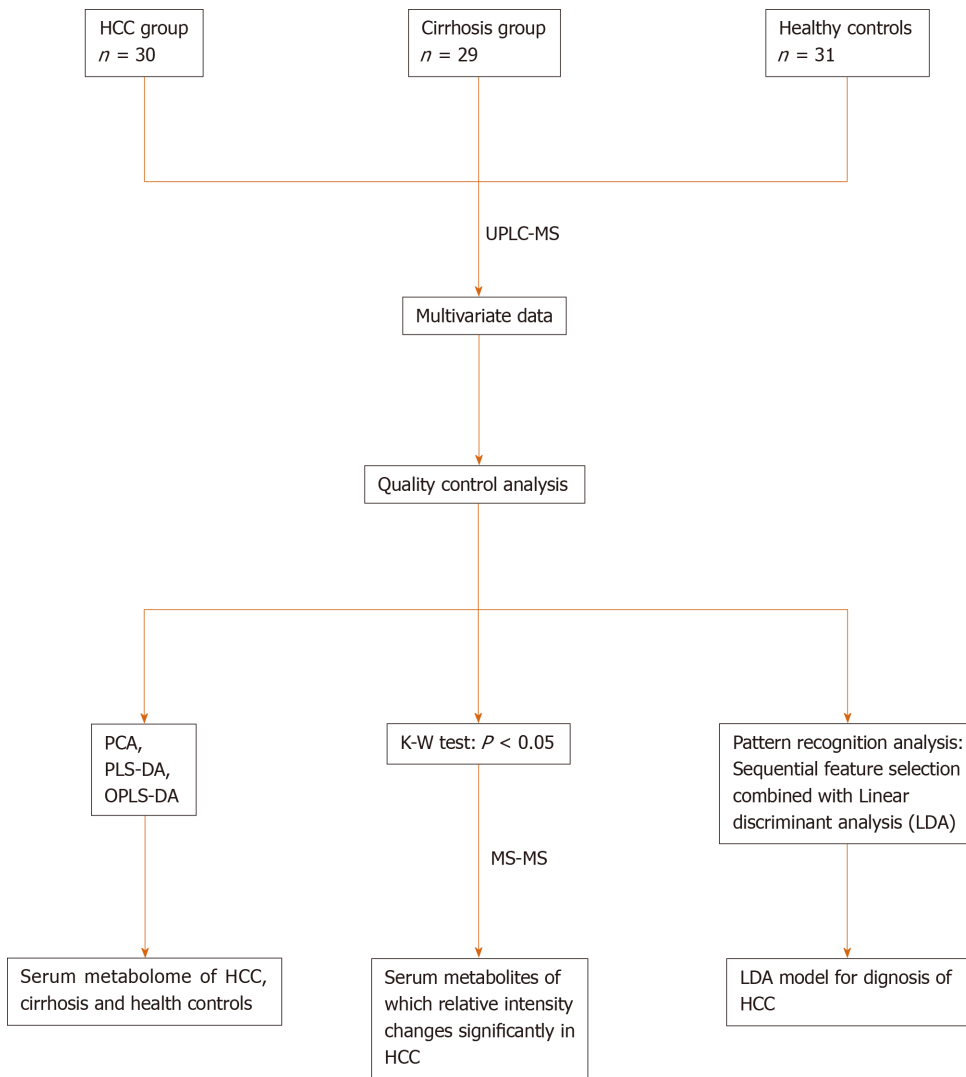 HCC group
n = 30
Cirrhosis group
n = 29
Healthy controls
n = 31
UPLC-MS
Multivariate data
Quality control analysis
PCA,
PLS-DA,
OPLS-DA
K-W test: P < 0.05
Pattern recognition analysis:
Sequential feature selection
combined with Linear
discriminant analysis (LDA)
MS-MS
Serum metabolome of HCC,
cirrhosis and health controls
Serum metabolites of
which relative intensity
changes significantly in
HCC
LDA model for dignosis of
HCC